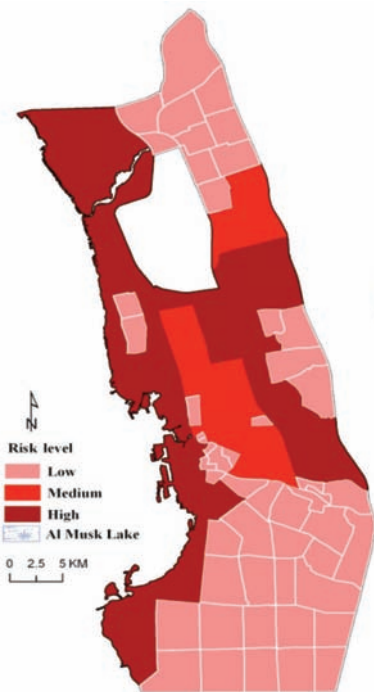 N
Risk level
Low
Medium
High
Al Musk Lake
0 2.5 5 KM